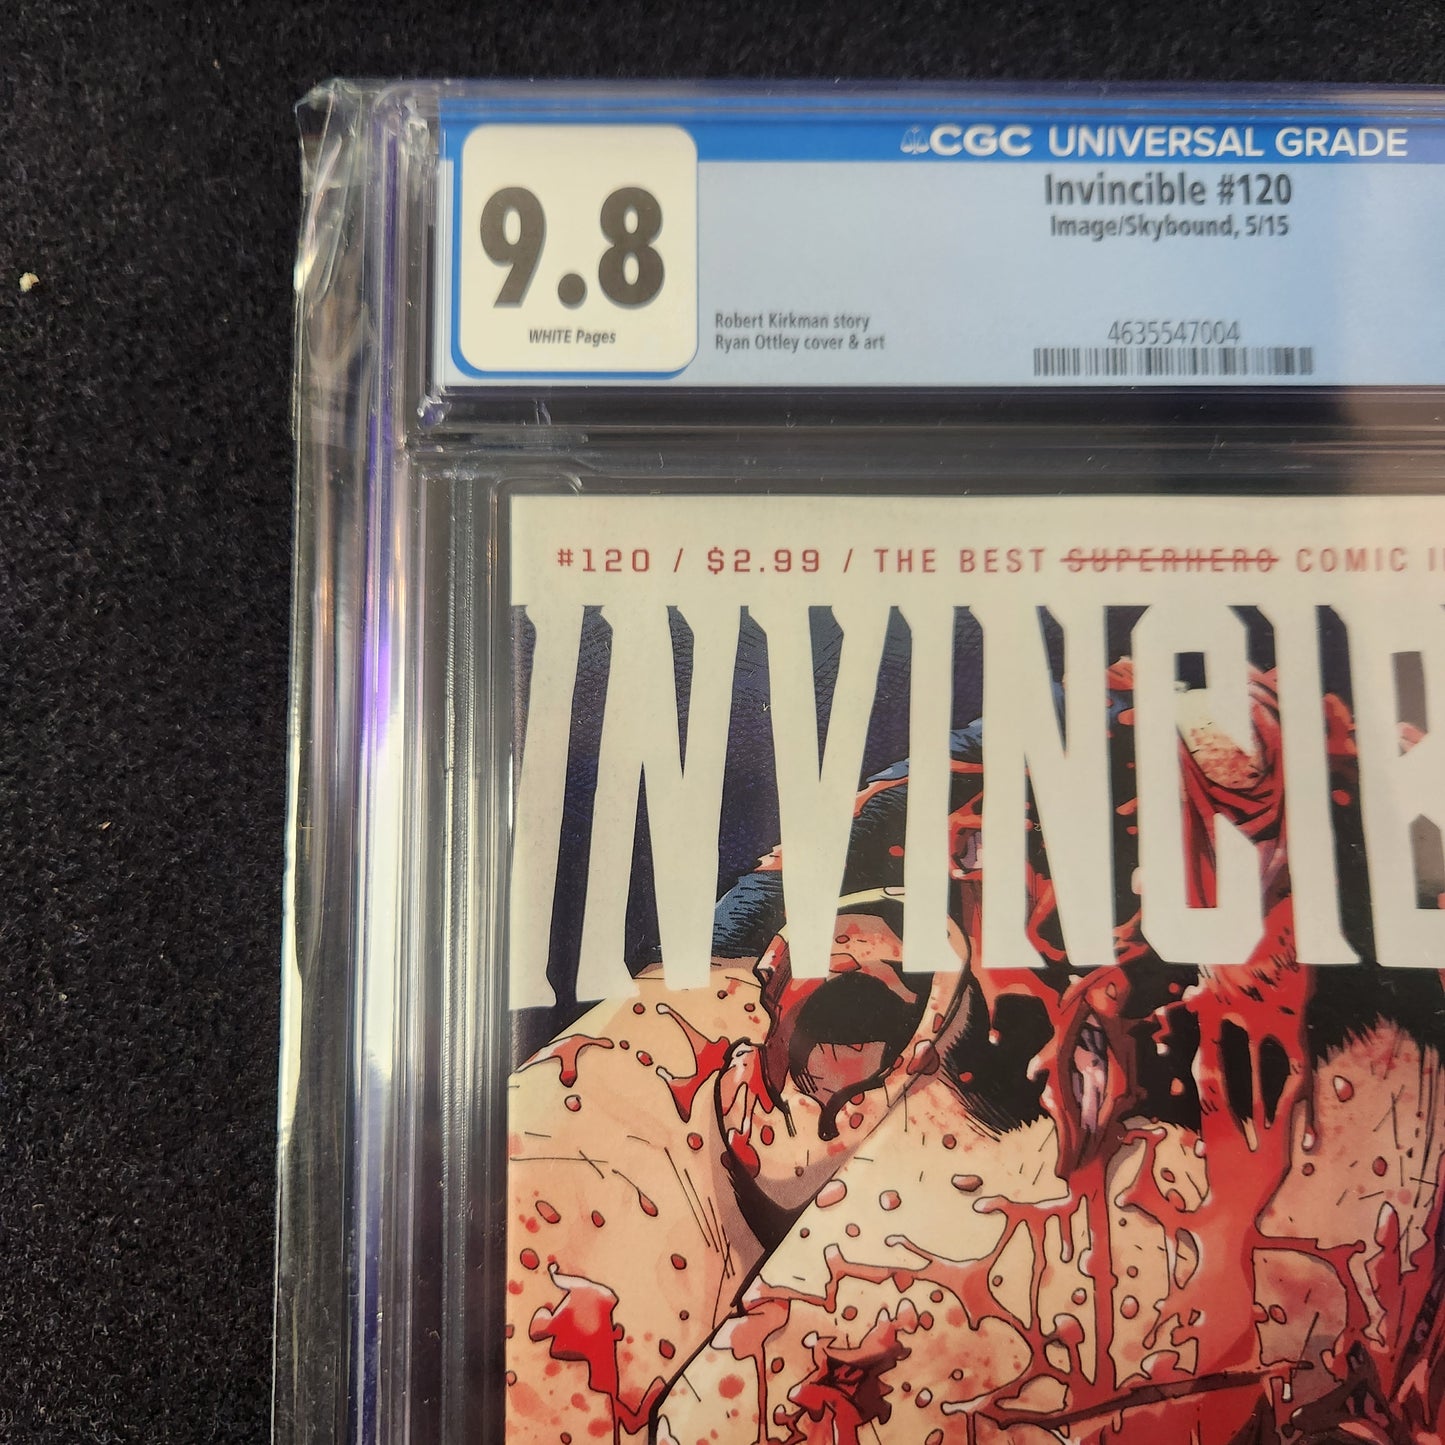 CGC UNIVERSAL GRADE
9.8
WHITE Pages
Invincible #120
Image/Skybound, 5/15
Robert Kirkman story
Ryan Ottley cover & art
4635547004
#120 / $2.99 / THE BEST SUPERHERO COMIC I
INVINCIB